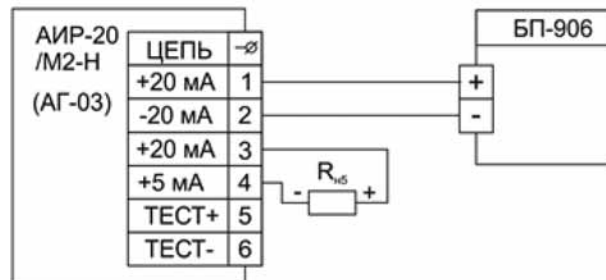 АИР-20
/М2-Н
(АГ-03)
ЦЕПЬ
+20 мА 1
-20 мА 2
+20 мА 3
+5 мА 4
ТЕСТ+ 5
ТЕСТ- 6
БП-906
+
-
Rн5
- +